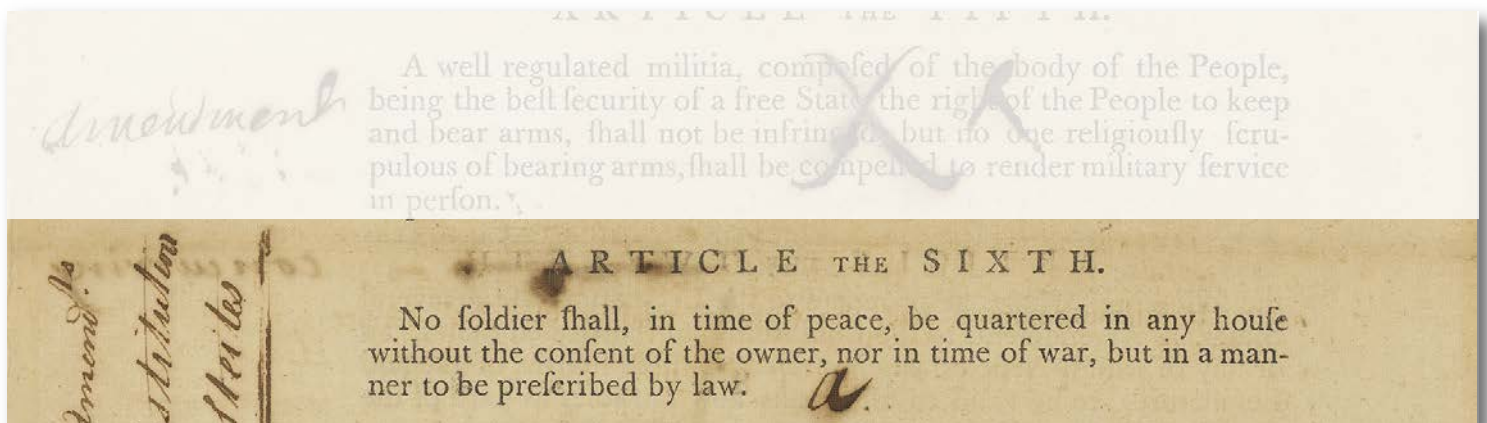 ARTICLE THE FIFTH.
A well regulated militia, compoſed of the body of the People,
being the beſt ſecurity of a free State, the right of the People to keep
and bear arms, ſhall not be infringed, but no one religiouſly ſcru-
pulous of bearing arms, ſhall be compelled to render military ſervice
in perſon.
amendment
X
ARTICLE THE SIXTH.
No ſoldier ſhall, in time of peace, be quartered in any houſe
without the conſent of the owner, nor in time of war, but in a man-
ner to be preſcribed by law.
a.